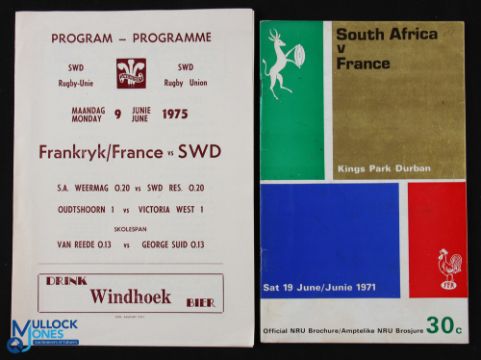 PROGRAM – PROGRAMME
SWD SWD
Rugby-Unie Rugby Union
MAANDAG 9 JUNIE 1975
MONDAY JUNE
Frankryk/France vs SWD
S.A. WEERMAG O.20 vs SWD RES. O.20
OUDTSHOORN 1 vs VICTORIA WEST 1
SKOLESPAN
VAN REEDE O.13 vs GEORGE SUID O.13
DRINK
Windhoek
BIER
South Africa
v
France
Kings Park Durban
Sat 19 June/Junie 1971
FFR
Official NRU Brochure/Amptelike NRU Brosjure 30c
MULLOCK
JONES